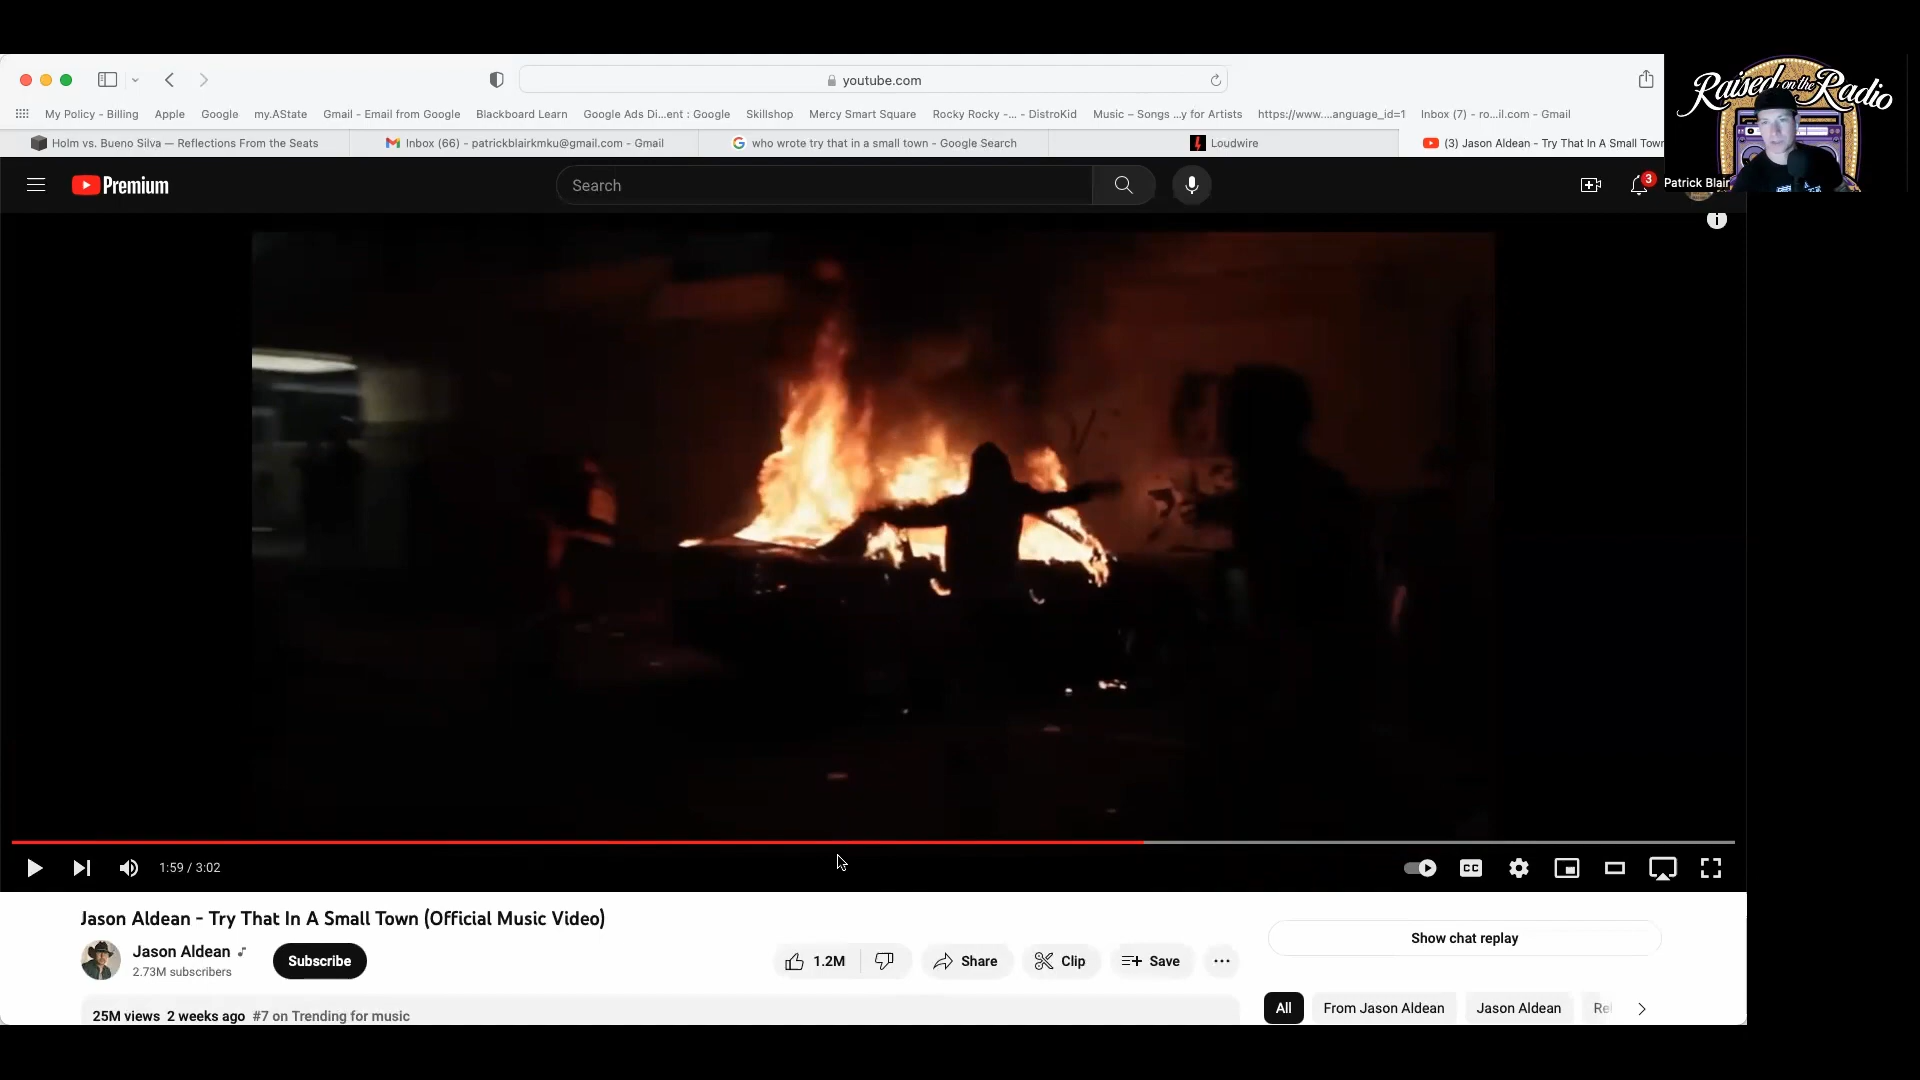 youtube.com
My Policy - Billing Apple Google my.AState Gmail - Email from Google Blackboard Learn Google Ads Di...ent : Google Skillshop Mercy Smart Square Rocky Rocky -... - DistroKid Music – Songs ...y for Artists https://www....anguage_id=1 Inbox (7) - ro...il.com - Gmail
Raised on the Radio
Holm vs. Bueno Silva — Reflections From the Seats Inbox (66) - patrickblairkmku@gmail.com - Gmail who wrote try that in a small town - Google Search Loudwire (3) Jason Aldean - Try That In A Small Town
Premium Search 3 Patrick Blair
1:59 / 3:02 CC
Jason Aldean - Try That In A Small Town (Official Music Video)
Jason Aldean
2.73M subscribers
Subscribe 1.2M Share Clip Save
Show chat replay
25M views 2 weeks ago #7 on Trending for music
All From Jason Aldean Jason Aldean Rel